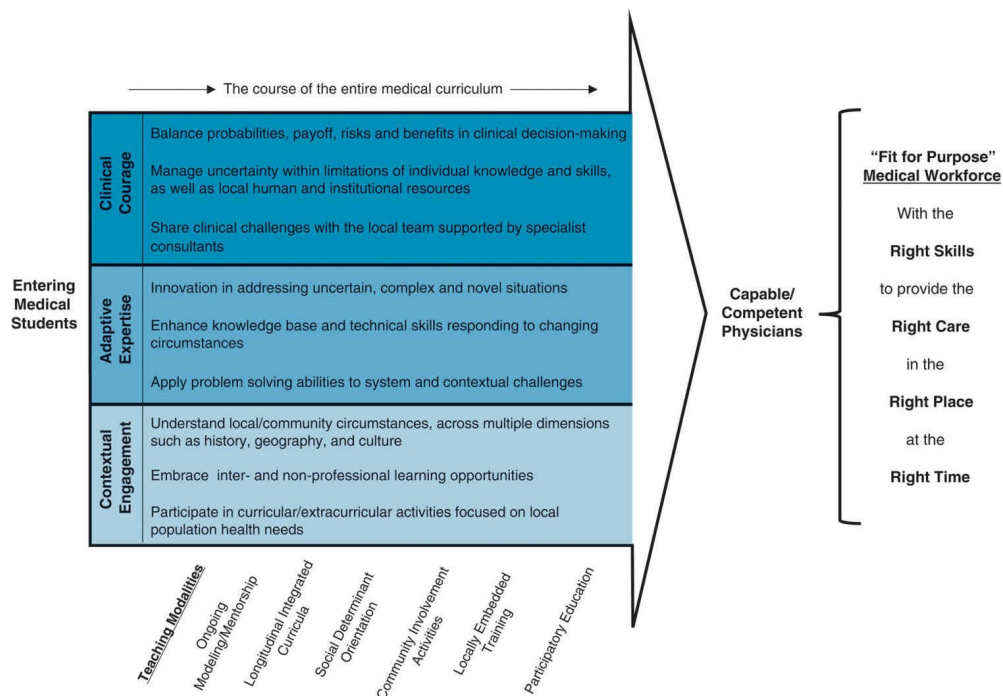 The course of the entire medical curriculum
Entering
Medical
Students
Clinical
Courage
Balance probabilities, payoff, risks and benefits in clinical decision-making
Manage uncertainty within limitations of individual knowledge and skills,
as well as local human and institutional resources
Share clinical challenges with the local team supported by specialist
consultants
Adaptive
Expertise
Innovation in addressing uncertain, complex and novel situations
Enhance knowledge base and technical skills responding to changing
circumstances
Apply problem solving abilities to system and contextual challenges
Contextual
Engagement
Understand local/community circumstances, across multiple dimensions
such as history, geography, and culture
Embrace inter- and non-professional learning opportunities
Participate in curricular/extracurricular activities focused on local
population health needs
Teaching Modalities
Ongoing
Modeling/Mentorship
Longitudinal Integrated
Curricula
Social Determinant
Orientation
Community Involvement
Activities
Locally Embedded
Training
Participatory Education
Capable/
Competent
Physicians
“Fit for Purpose”
Medical Workforce
With the
Right Skills
to provide the
Right Care
in the
Right Place
at the
Right Time